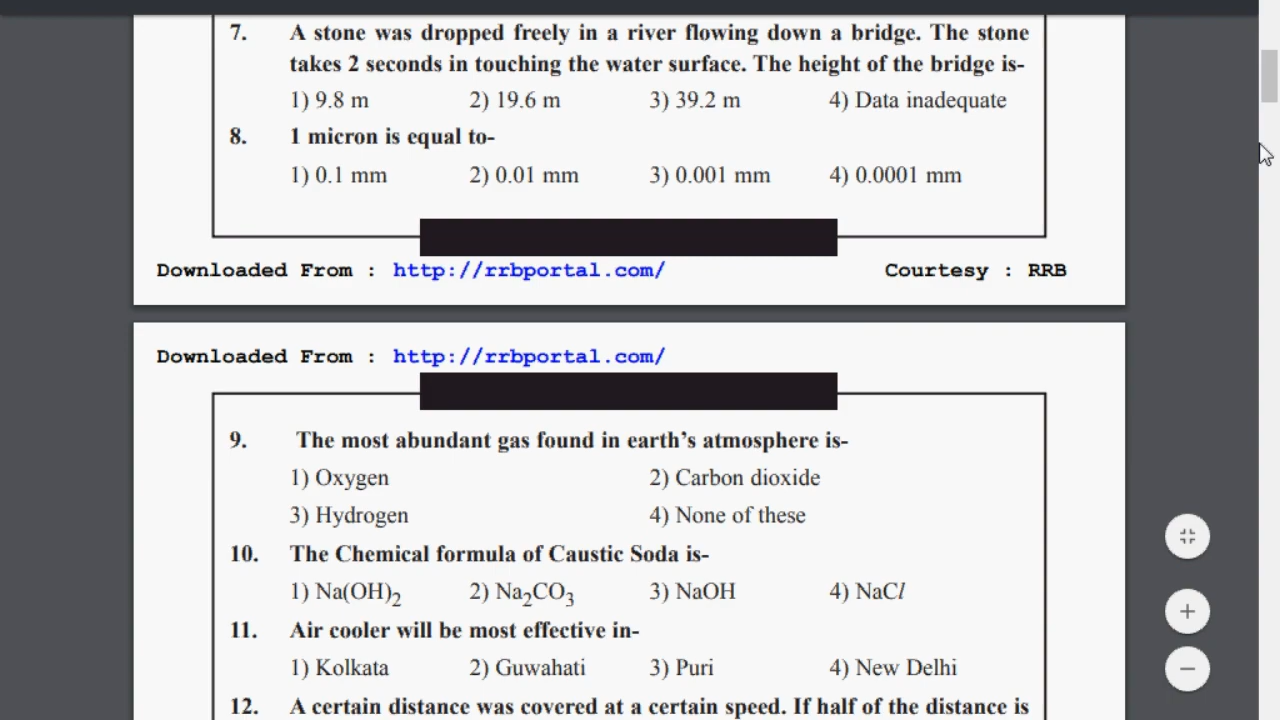 7. A stone was dropped freely in a river flowing down a bridge. The stone
takes 2 seconds in touching the water surface. The height of the bridge is-
1) 9.8 m 2) 19.6 m 3) 39.2 m 4) Data inadequate
8. 1 micron is equal to-
1) 0.1 mm 2) 0.01 mm 3) 0.001 mm 4) 0.0001 mm
Downloaded From : http://rrbportal.com/ Courtesy : RRB
Downloaded From : http://rrbportal.com/
9. The most abundant gas found in earth’s atmosphere is-
1) Oxygen 2) Carbon dioxide
3) Hydrogen 4) None of these
10. The Chemical formula of Caustic Soda is-
1) Na(OH)₂ 2) Na₂CO₃ 3) NaOH 4) NaCl
11. Air cooler will be most effective in-
1) Kolkata 2) Guwahati 3) Puri 4) New Delhi
12. A certain distance was covered at a certain speed. If half of the distance is